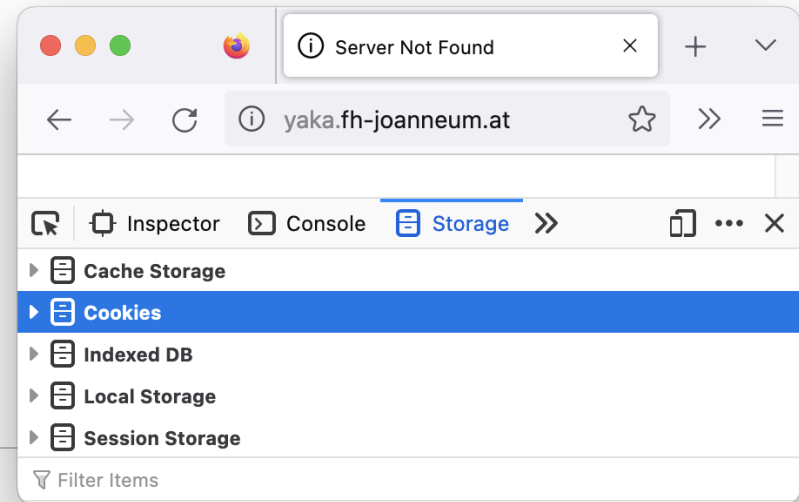 Server Not Found
yaka.fh-joanneum.at
Inspector Console Storage
Cache Storage
Cookies
Indexed DB
Local Storage
Session Storage
Filter Items